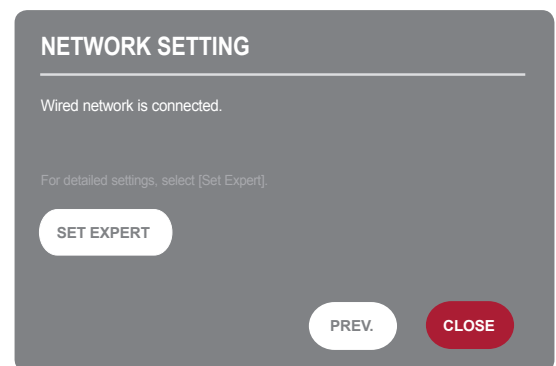 NETWORK SETTING
Wired network is connected.
For detailed settings, select [Set Expert].
SET EXPERT
PREV.
CLOSE